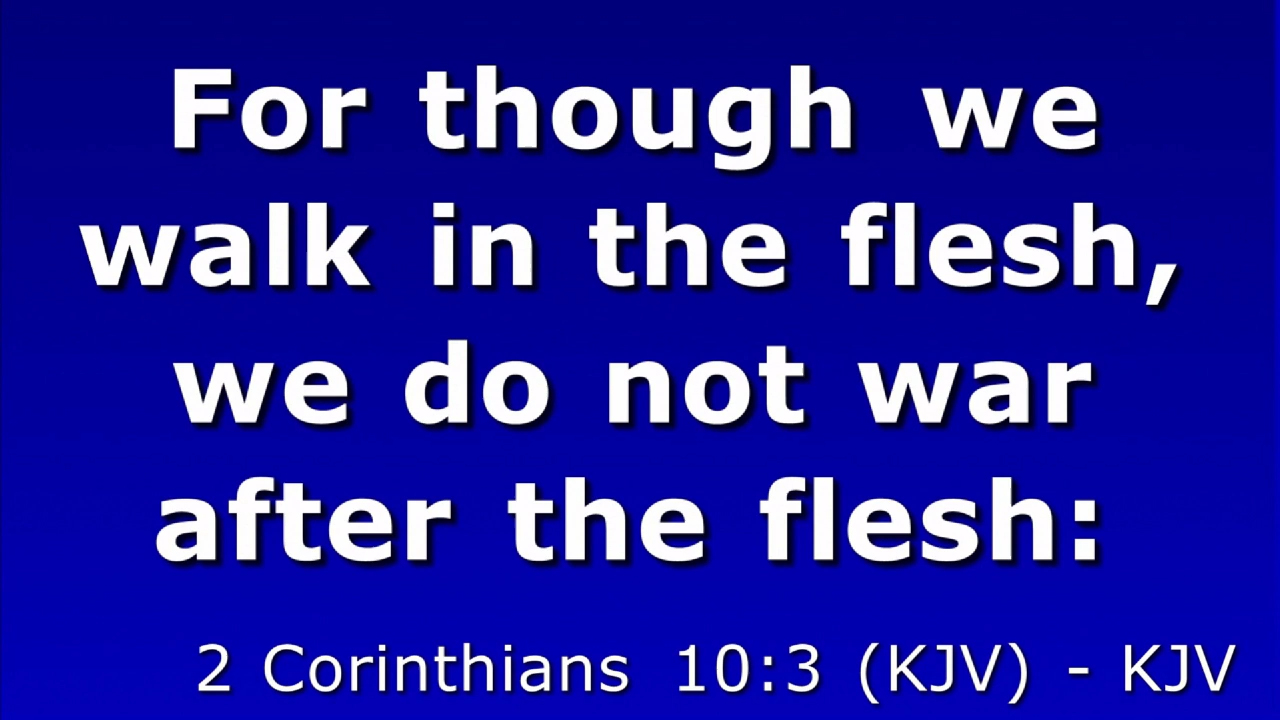 For though we
walk in the flesh,
we do not war
after the flesh:
2 Corinthians 10:3 (KJV) - KJV